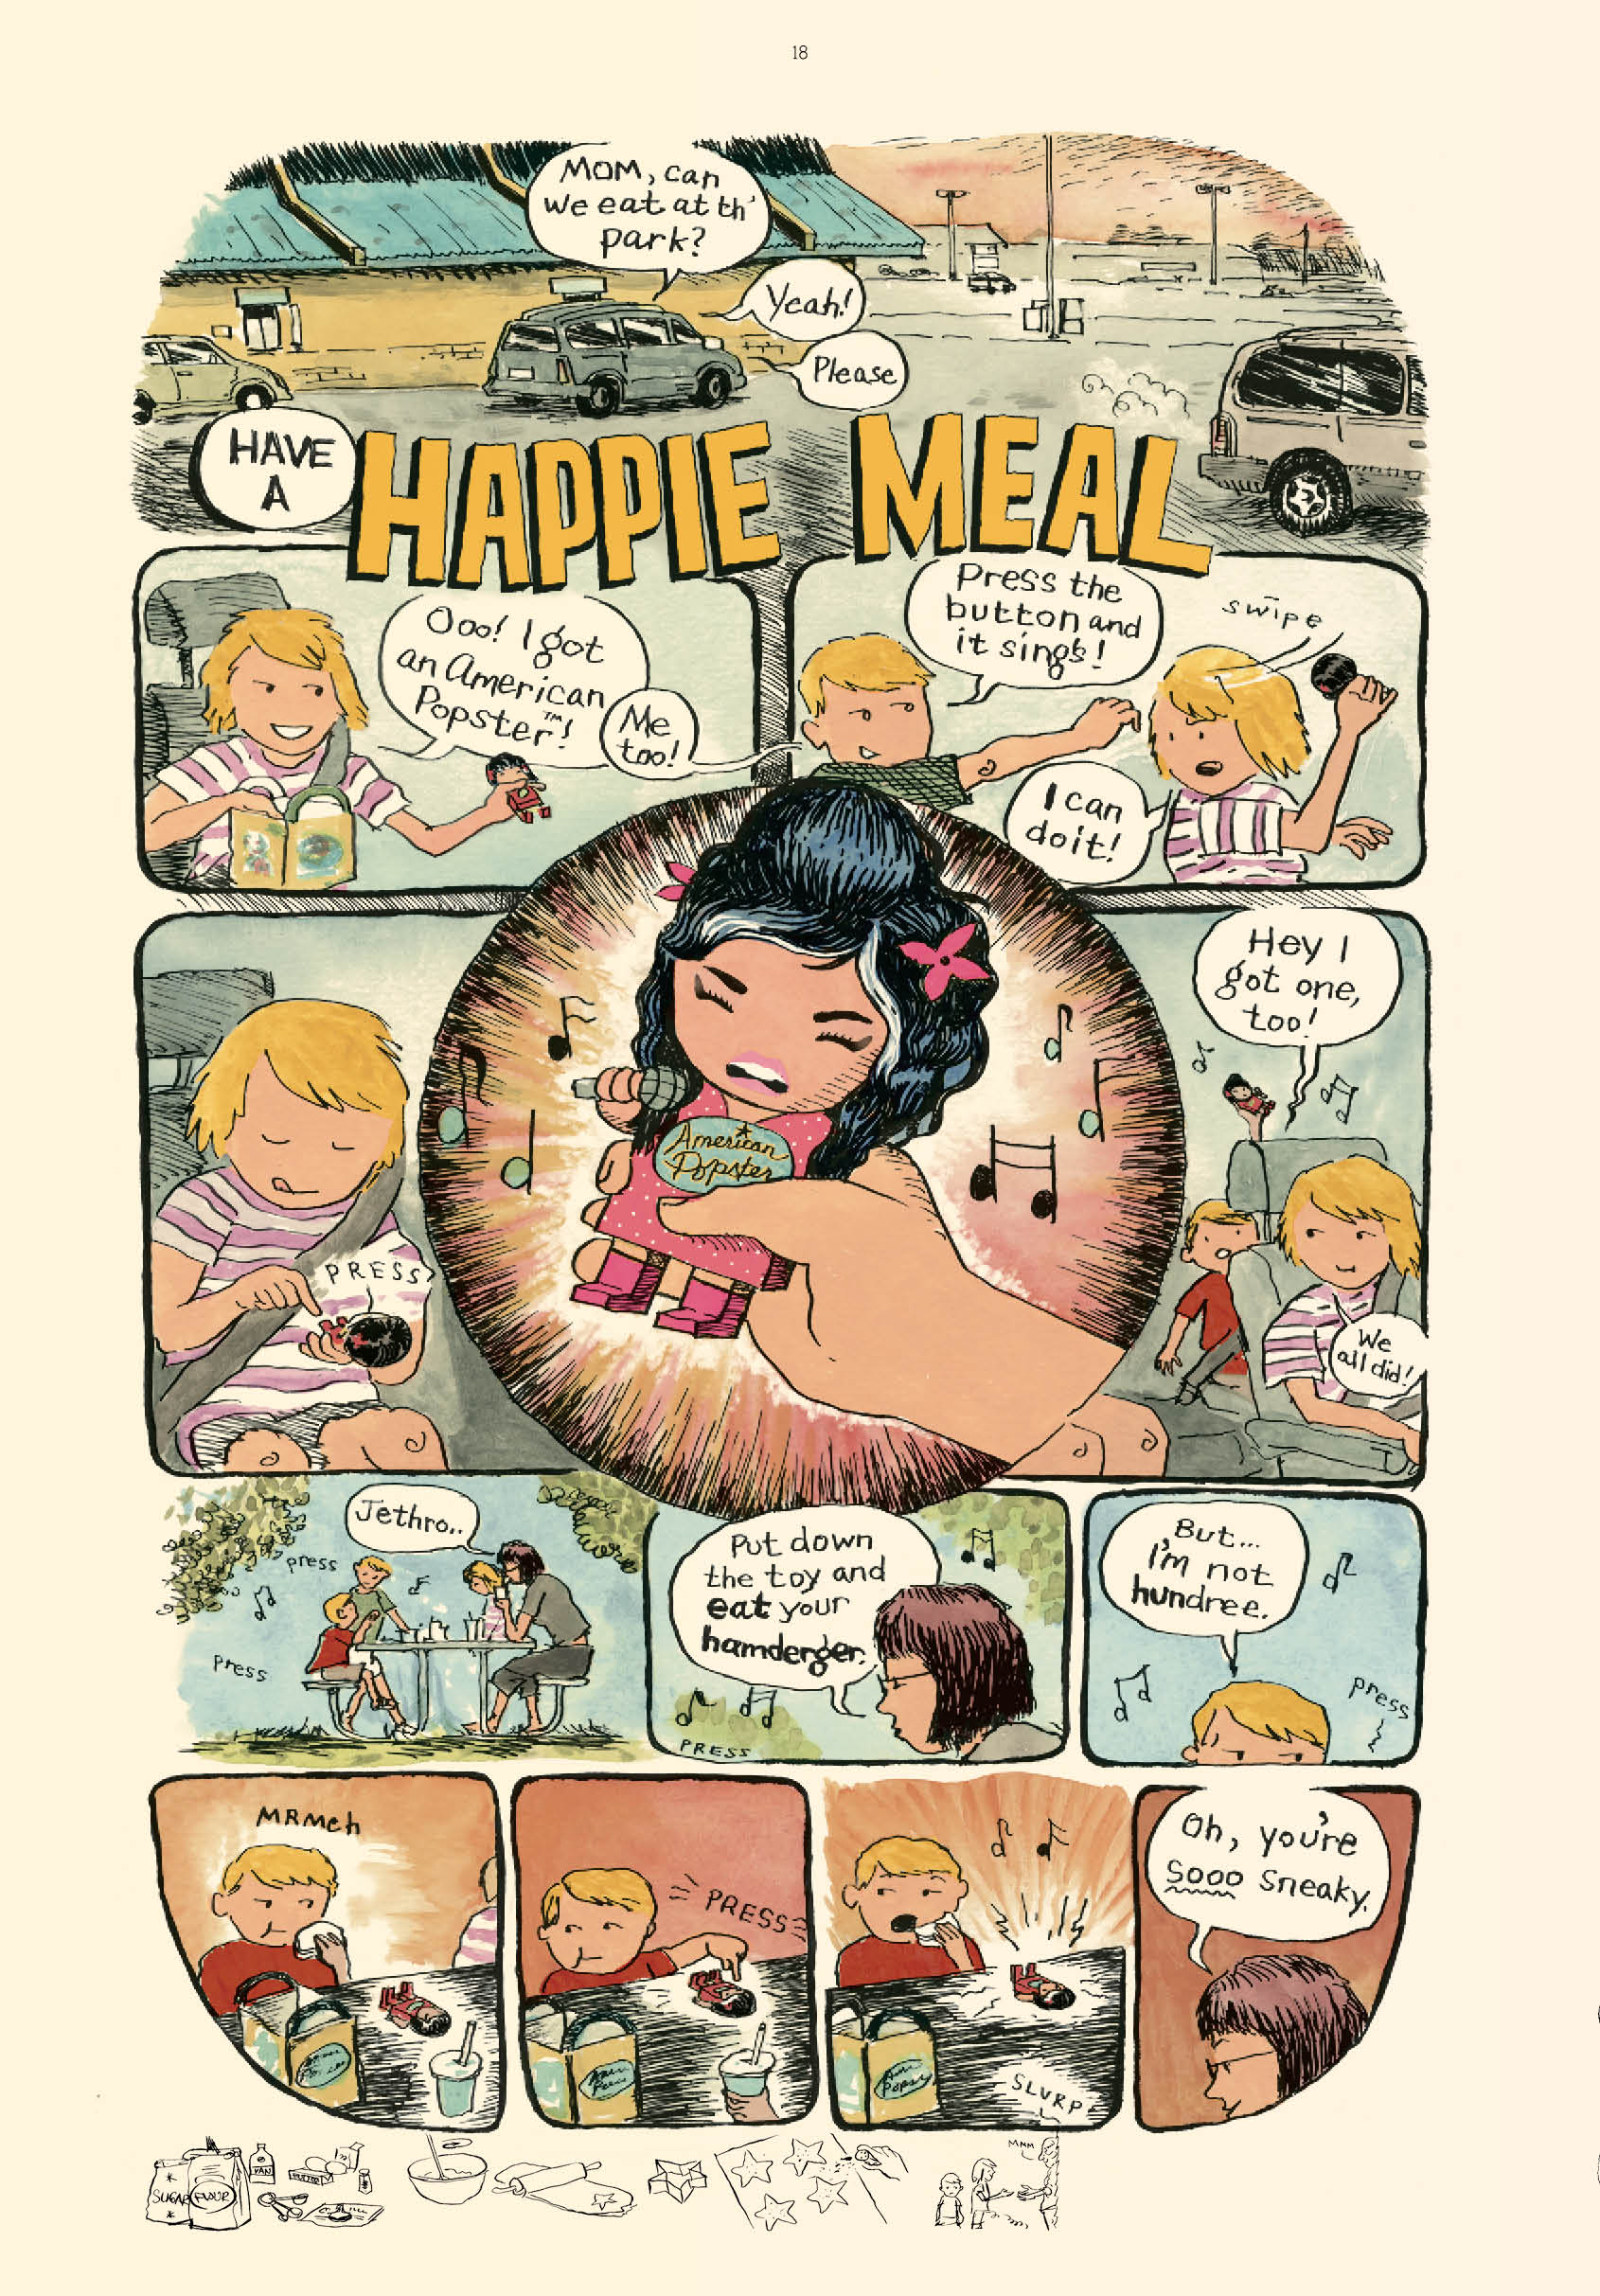 18
MOM, can
we eat at th'
park?
Yeah!
Please
HAVE
A
HAPPIE MEAL
Ooo! I got
an American
Popster™!
Me
too!
Press the
button and
it sings!
swipe
I can
do it!
American
Popster
PRESS
Hey I
got one,
too!
We
all did!
Jethro..
press
press
Put down
the toy and
eat your
hamderger.
PRESS
But...
I'm not
hundree.
press
MRMch
PRESS
SLURP
Oh, you're
sooo sneaky.
SUGAR
FLOUR
VAN
BUTTER
MMM